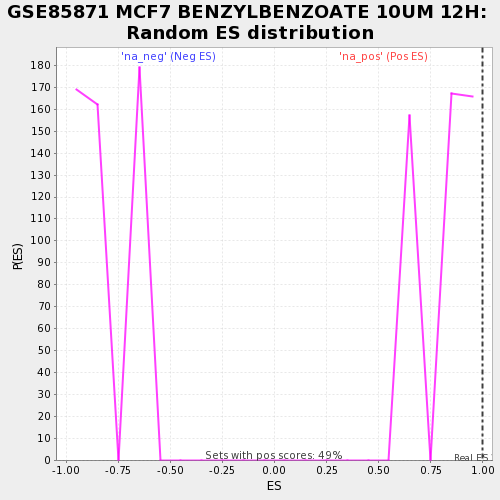 GSE85871 MCF7 BENZYLBENZOATE 10UM 12H:
Random ES distribution
'na_neg' (Neg ES)
'na_pos' (Pos ES)
180
170
160
150
140
130
120
110
100
90
80
70
60
50
40
30
20
10
0
P(ES)
Sets with pos scores: 49%
Real ES
-1.00 -0.75 -0.50 -0.25 0.00 0.25 0.50 0.75 1.00
ES